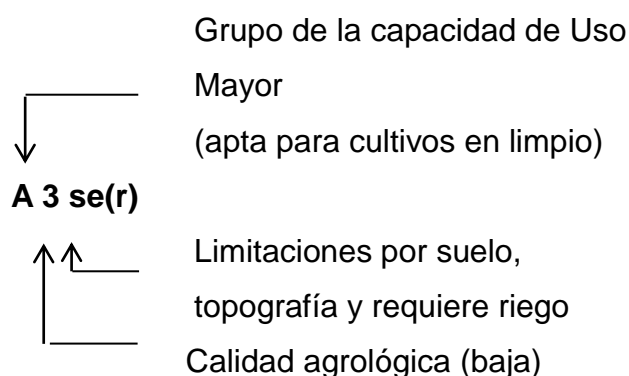 Grupo de la capacidad de Uso
Mayor
(apta para cultivos en limpio)
A 3 se(r)
Limitaciones por suelo,
topografía y requiere riego
Calidad agrológica (baja)